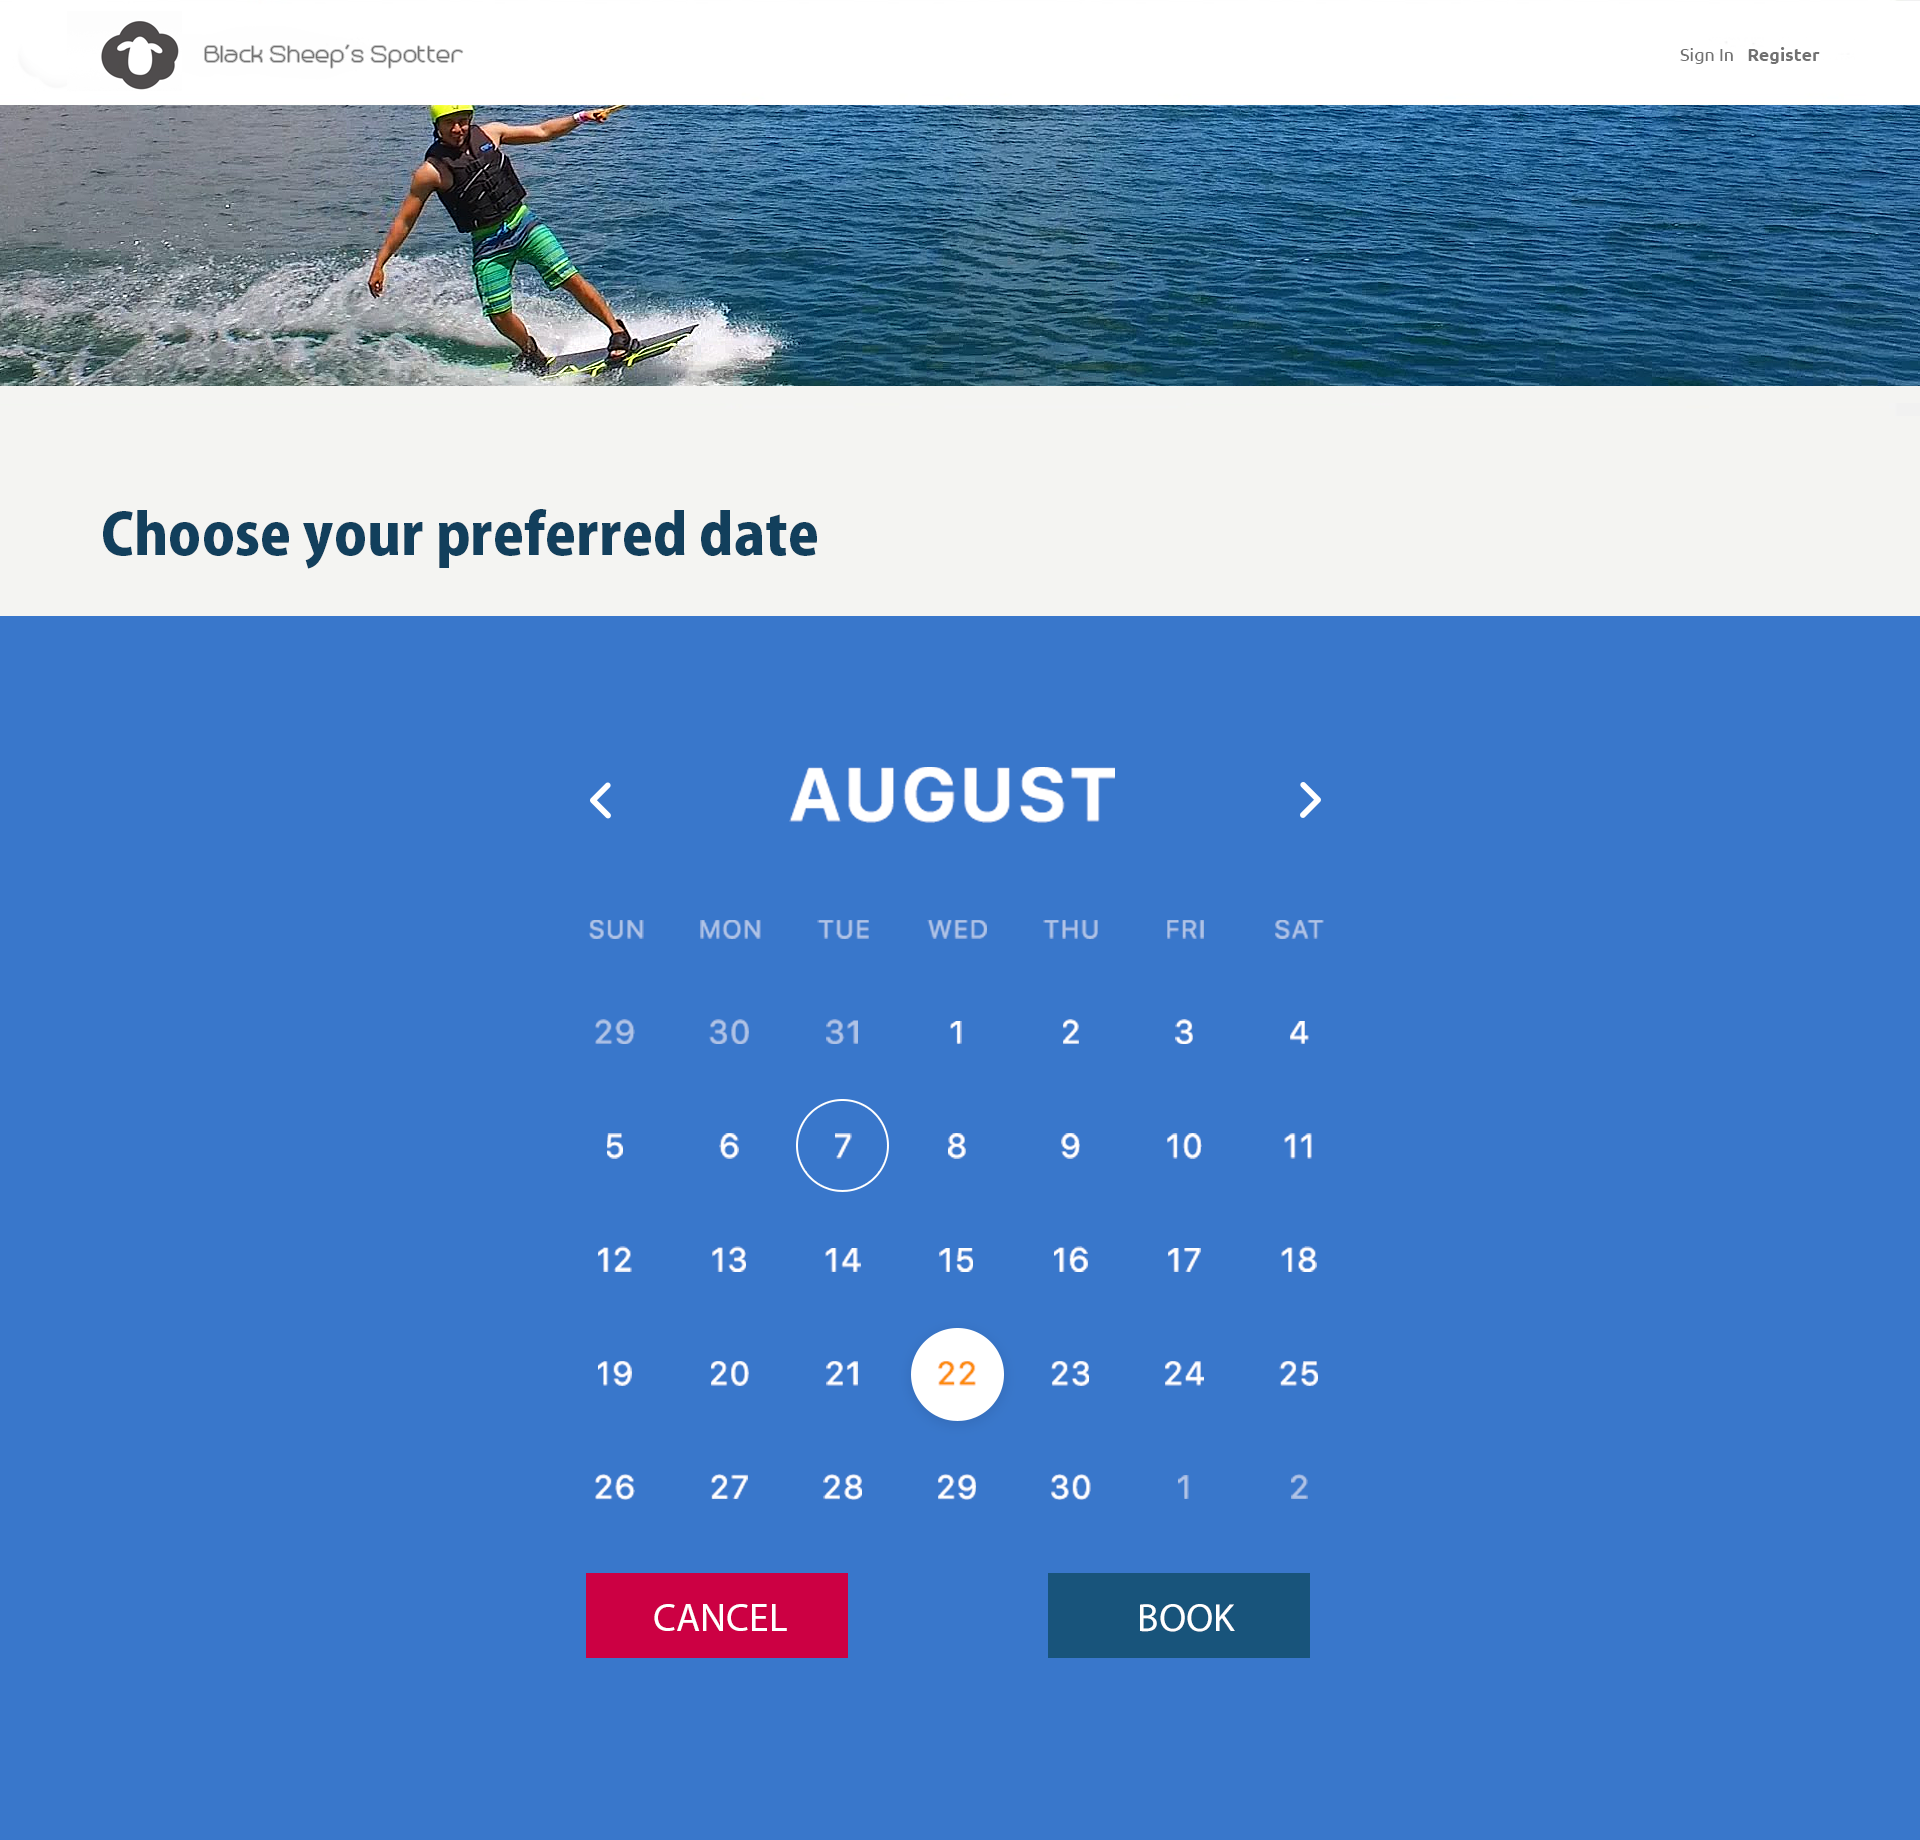 Black Sheep's Spotter
Sign In Register
Choose your preferred date
AUGUST
SUN MON TUE WED THU FRI SAT
29 30 31 1 2 3 4
5 6 7 8 9 10 11
12 13 14 15 16 17 18
19 20 21 22 23 24 25
26 27 28 29 30 1 2
CANCEL BOOK